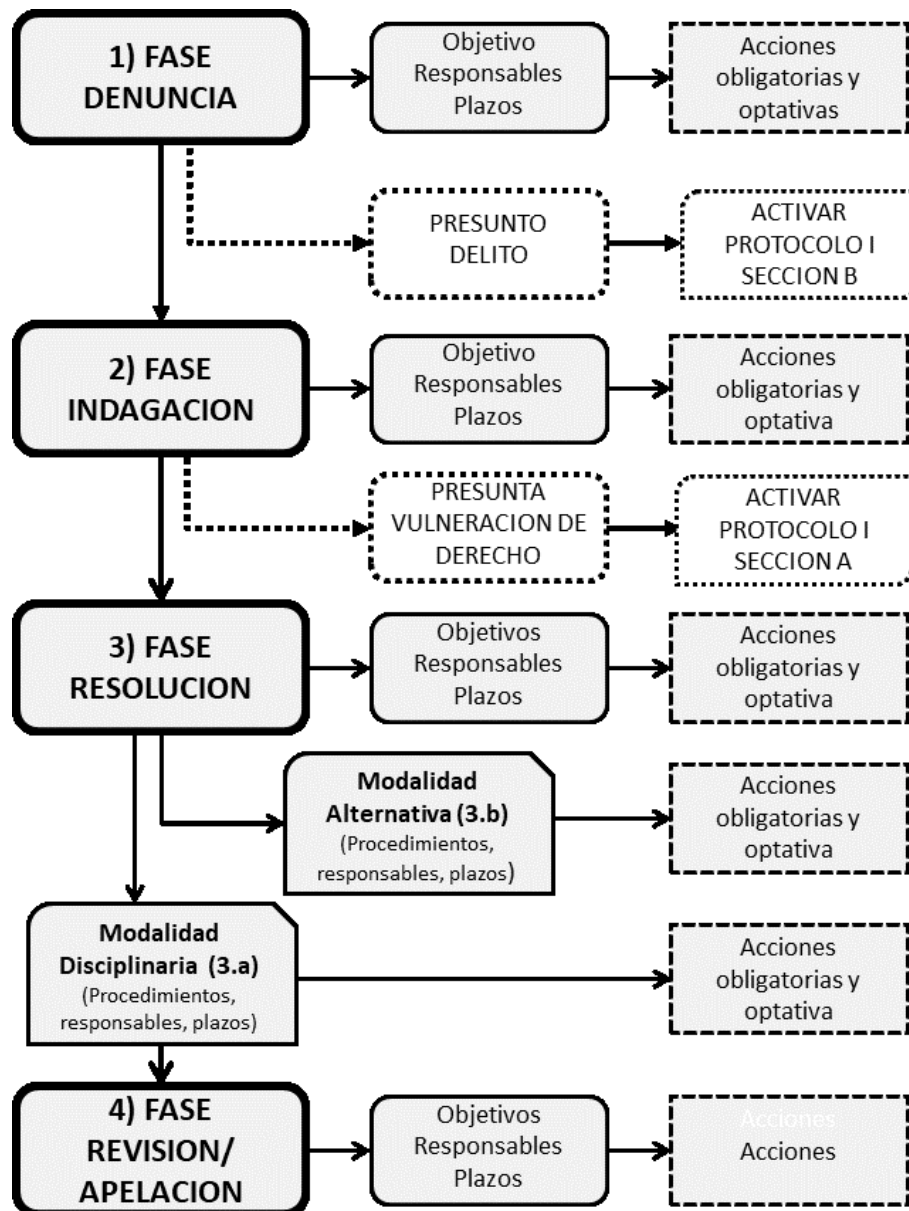 1) FASE
DENUNCIA
Objetivo
Responsables
Plazos
Acciones
obligatorias y
optativas
PRESUNTO
DELITO
ACTIVAR
PROTOCOLO I
SECCION B
2) FASE
INDAGACION
Objetivo
Responsables
Plazos
Acciones
obligatorias y
optativa
PRESUNTA
VULNERACION DE
DERECHO
ACTIVAR
PROTOCOLO I
SECCION A
3) FASE
RESOLUCION
Objetivos
Responsables
Plazos
Acciones
obligatorias y
optativa
Modalidad
Alternativa (3.b)
(Procedimientos,
responsables, plazos)
Acciones
obligatorias y
optativa
Modalidad
Disciplinaria (3.a)
(Procedimientos,
responsables, plazos)
Acciones
obligatorias y
optativa
4) FASE
REVISION/
APELACION
Objetivos
Responsables
Plazos
Acciones
Acciones